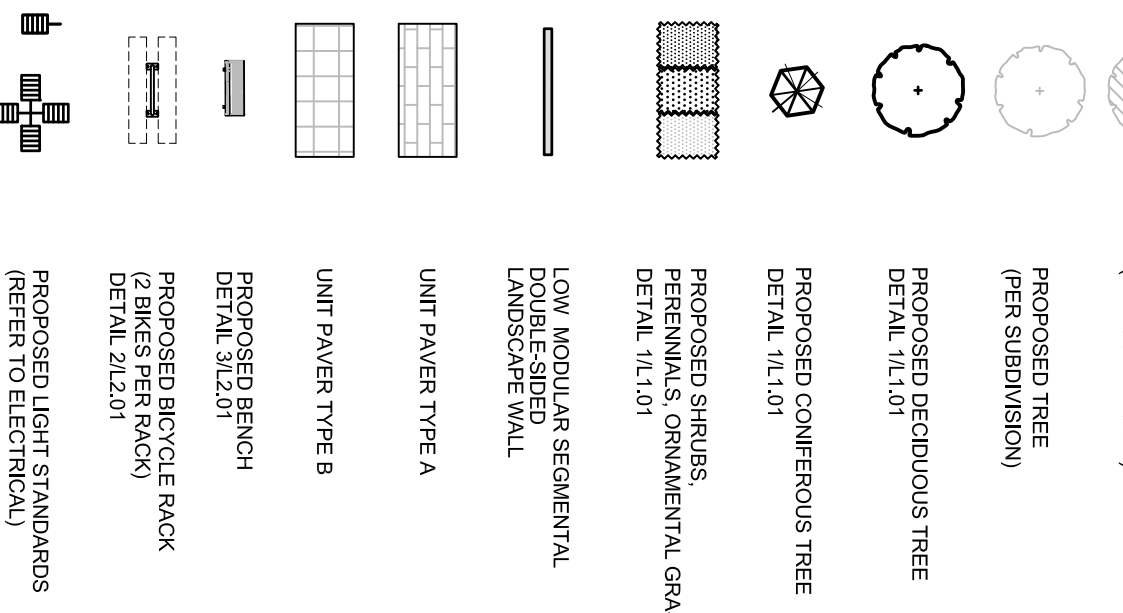 PROPOSED TREE
(PER SUBDIVISION)
PROPOSED DECIDUOUS TREE
DETAIL 1/L1.01
PROPOSED CONIFEROUS TREE
DETAIL 1/L1.01
PROPOSED SHRUBS,
PERENNIALS, ORNAMENTAL GRA
DETAIL 1/L1.01
LOW MODULAR SEGMENTAL
DOUBLE-SIDED
LANDSCAPE WALL
UNIT PAVER TYPE A
UNIT PAVER TYPE B
PROPOSED BENCH
DETAIL 3/L2.01
PROPOSED BICYCLE RACK
(2 BIKES PER RACK)
DETAIL 2/L2.01
PROPOSED LIGHT STANDARDS
(REFER TO ELECTRICAL)